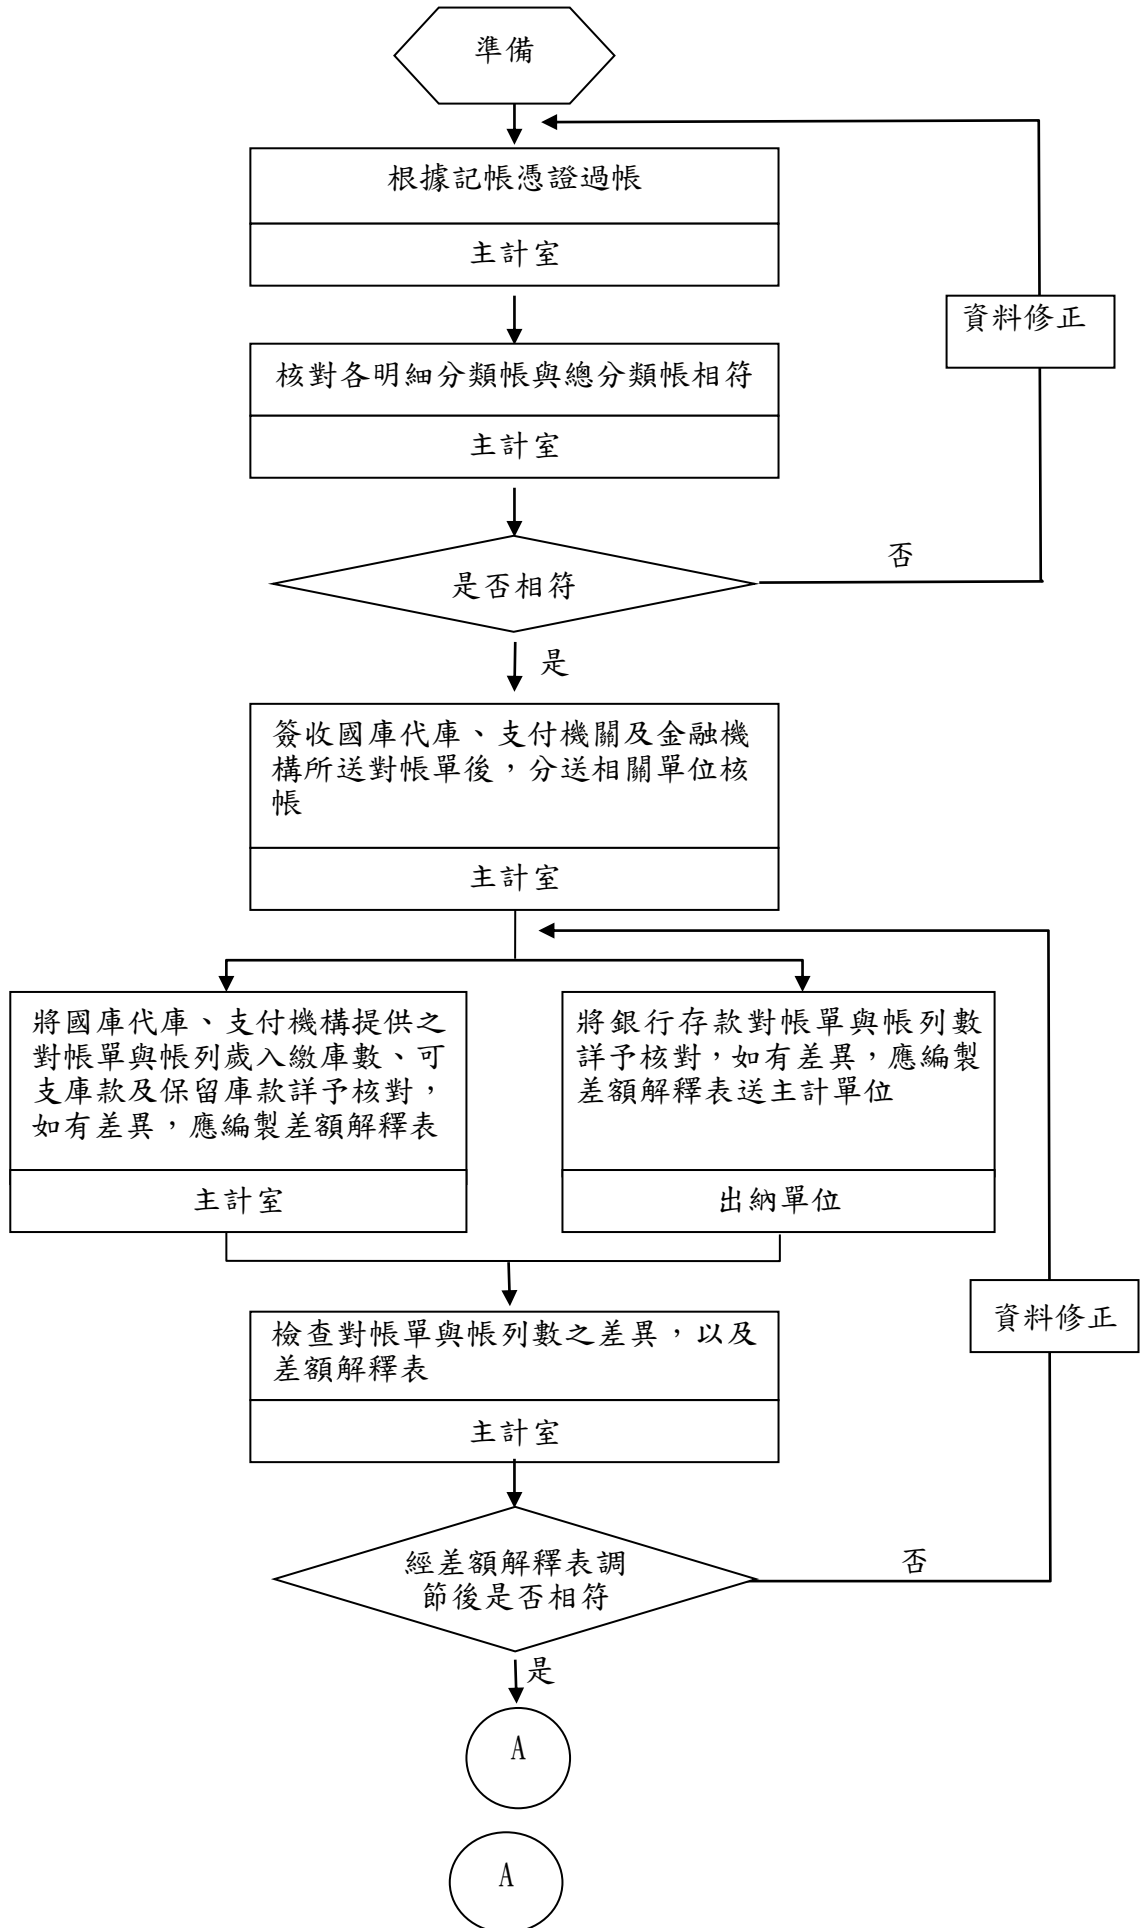 準備
根據記帳憑證過帳
主計室
資料修正
核對各明細分類帳與總分類帳相符
主計室
否
是否相符
是
簽收國庫代庫、支付機關及金融機
構所送對帳單後，分送相關單位核
帳
主計室
將國庫代庫、支付機構提供之
對帳單與帳列歲入繳庫數、可
支庫款及保留庫款詳予核對，
如有差異，應編製差額解釋表
主計室
將銀行存款對帳單與帳列數
詳予核對，如有差異，應編製
差額解釋表送主計單位
出納單位
資料修正
檢查對帳單與帳列數之差異，以及
差額解釋表
主計室
否
經差額解釋表調
節後是否相符
是
A
A